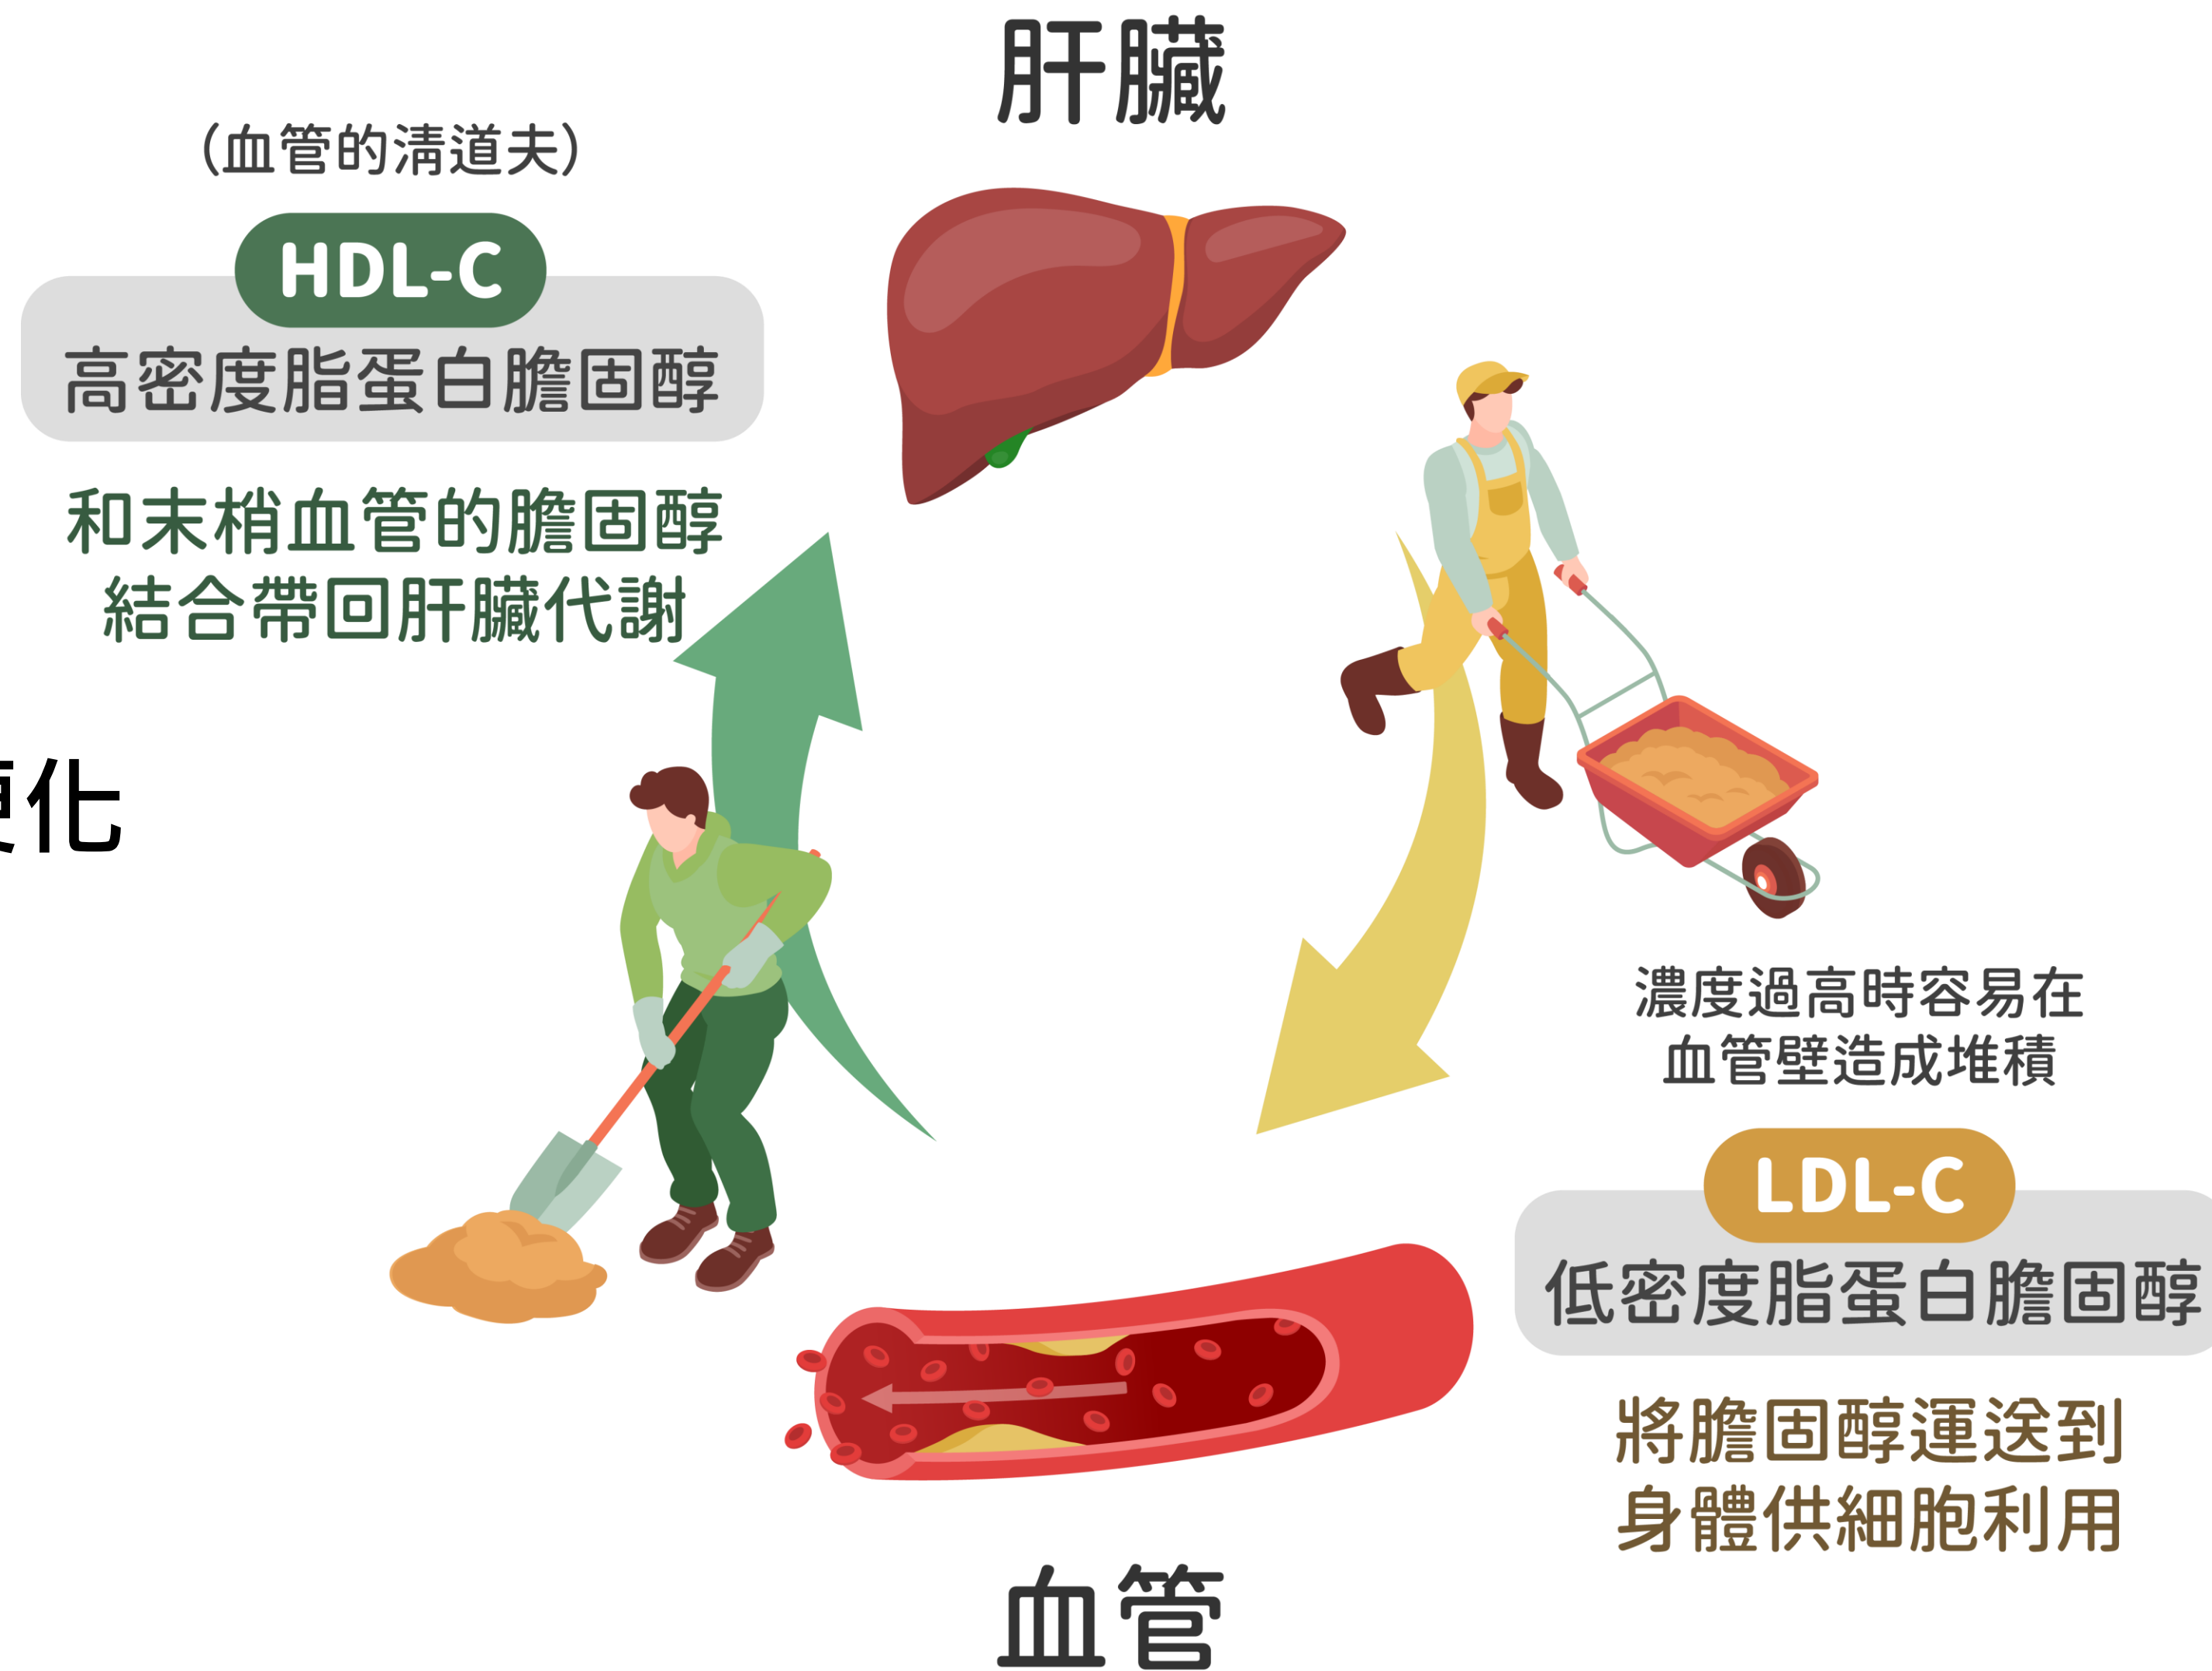 肝臟
(血管的清道夫)
HDL-C
高密度脂蛋白膽固醇
和末梢血管的膽固醇
結合帶回肝臟代謝
化
濃度過高時容易在
血管壁造成堆積
LDL-C
低密度脂蛋白膽固醇
將膽固醇運送到
身體供細胞利用
血管